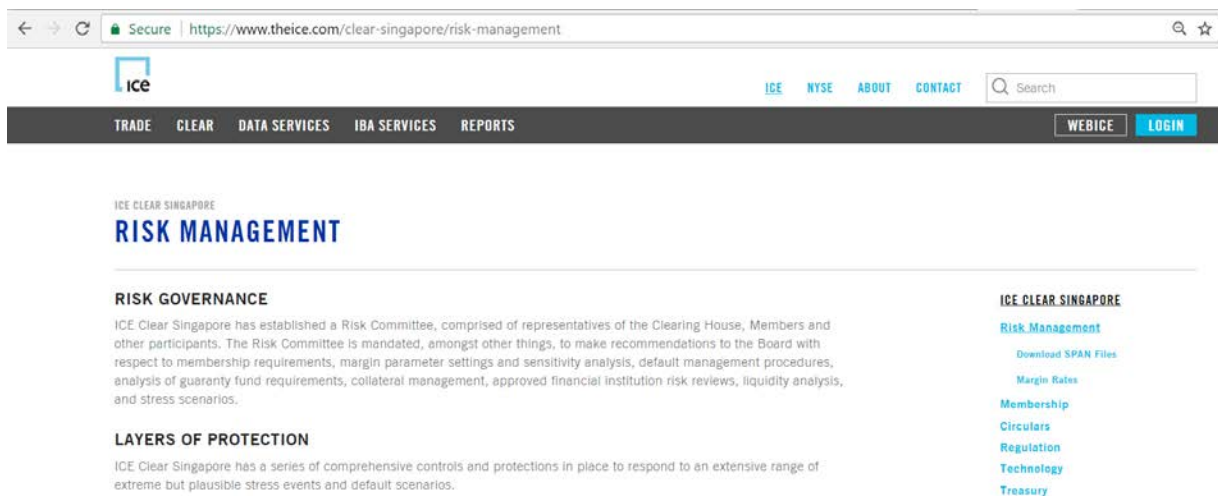 Secure https://www.theice.com/clear-singapore/risk-management
ice
ICE NYSE ABOUT CONTACT Search
TRADE CLEAR DATA SERVICES IBA SERVICES REPORTS WEBICE LOGIN
ICE CLEAR SINGAPORE
RISK MANAGEMENT
RISK GOVERNANCE
ICE Clear Singapore has established a Risk Committee, comprised of representatives of the Clearing House, Members and
other participants. The Risk Committee is mandated, amongst other things, to make recommendations to the Board with
respect to membership requirements, margin parameter settings and sensitivity analysis, default management procedures,
analysis of guaranty fund requirements, collateral management, approved financial institution risk reviews, liquidity analysis,
and stress scenarios.
LAYERS OF PROTECTION
ICE Clear Singapore has a series of comprehensive controls and protections in place to respond to an extensive range of
extreme but plausible stress events and default scenarios.
ICE CLEAR SINGAPORE
Risk Management
Download SPAN Files
Margin Rates
Membership
Circulars
Regulation
Technology
Treasury